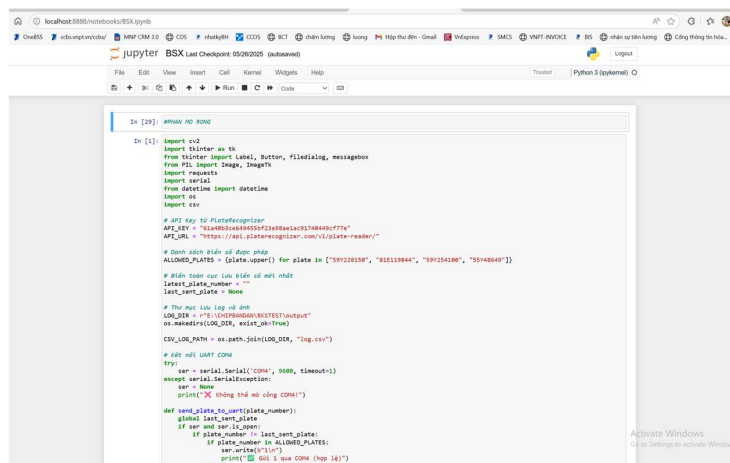 localhost:8888/notebooks/BSX.ipynb
OneBSS ccbs.vnpt.vn/ccbs/ MNP CRM 3.0 COS nhatkyBH CCOS BCT chấm lương luong Hộp thư đến - Gmail VnExpress SMCS VNPT-INVOICE BIS nhân sự tiền lương Cổng thông tin hòa...
jupyter BSX Last Checkpoint: 05/26/2025 (autosaved) Logout
File Edit View Insert Cell Kernel Widgets Help Trusted Python 3 (ipykernel)
Run Code
In [29]: #PHAN MO RONG
In [1]: import cv2
import tkinter as tk
from tkinter import Label, Button, filedialog, messagebox
from PIL import Image, ImageTk
import requests
import serial
from datetime import datetime
import os
import csv
# API Key từ PlateRecognizer
API_KEY = "61a40b3ce649455bf23e98ae1ac91740449cf77e"
API_URL = "https://api.platerecognizer.com/v1/plate-reader/"
# Danh sách biển số được phép
ALLOWED_PLATES = {plate.upper() for plate in ["59Y228150", "81E119844", "59Y254100", "55Y48649"]}
# Biến toàn cục lưu biển số mới nhất
latest_plate_number = ""
last_sent_plate = None
# Thư mục lưu log và ảnh
LOG_DIR = r"E:\CHIPBANDAN\BKSTEST\output"
os.makedirs(LOG_DIR, exist_ok=True)
CSV_LOG_PATH = os.path.join(LOG_DIR, "log.csv")
# Kết nối UART COM4
try:
ser = serial.Serial('COM4', 9600, timeout=1)
except serial.SerialException:
ser = None
print("❌ Không thể mở cổng COM4!")
def send_plate_to_uart(plate_number):
global last_sent_plate
if ser and ser.is_open:
if plate_number != last_sent_plate:
if plate_number in ALLOWED_PLATES:
ser.write(b"1\n")
print("✅ Gửi 1 qua COM4 (hợp lệ)")
Activate Windows
Go to Settings to activate Window